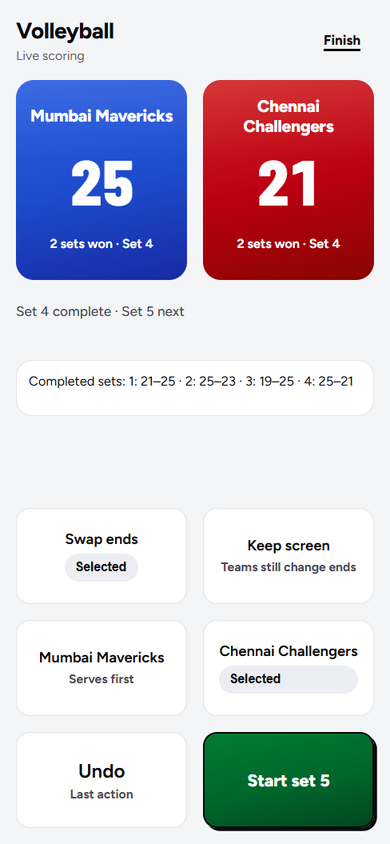 Volleyball
Live scoring
Finish
Mumbai Mavericks
25
2 sets won · Set 4
Chennai
Challengers
21
2 sets won · Set 4
Set 4 complete · Set 5 next
Completed sets: 1: 21–25 · 2: 25–23 · 3: 19–25 · 4: 25–21
Swap ends
Selected
Keep screen
Teams still change ends
Mumbai Mavericks
Serves first
Chennai Challengers
Selected
Undo
Last action
Start set 5